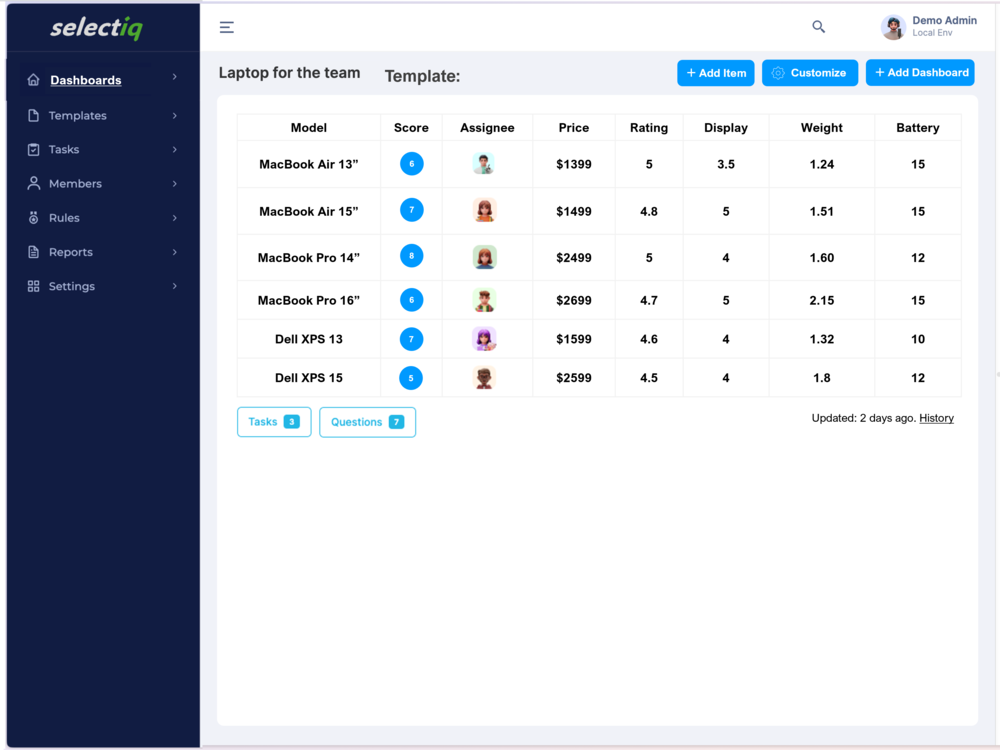 selectiq
Demo Admin
Local Env
Dashboards
Templates
Tasks
Members
Rules
Reports
Settings
Laptop for the team Template: + Add Item Customize + Add Dashboard
Model Score Assignee Price Rating Display Weight Battery
MacBook Air 13” 6 $1399 5 3.5 1.24 15
MacBook Air 15” 7 $1499 4.8 5 1.51 15
MacBook Pro 14” 8 $2499 5 4 1.60 12
MacBook Pro 16” 6 $2699 4.7 5 2.15 15
Dell XPS 13 7 $1599 4.6 4 1.32 10
Dell XPS 15 5 $2599 4.5 4 1.8 12
Tasks 3 Questions 7 Updated: 2 days ago. History